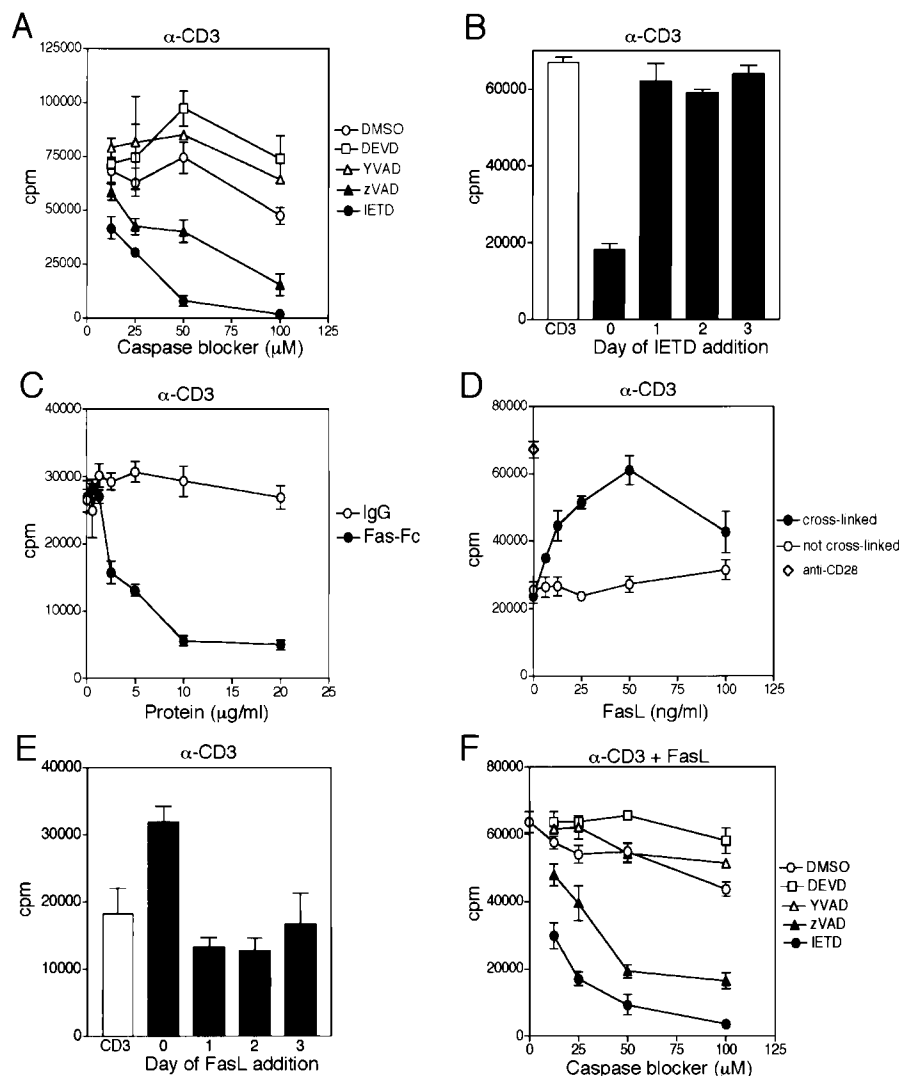 A
α-CD3
125000
100000
75000
50000
25000
0
cpm
0 25 50 75 100 125
Caspase blocker (μM)
DMSO
DEVD
YVAD
zVAD
IETD
B
α-CD3
60000
40000
20000
0
cpm
CD3 0 1 2 3
Day of IETD addition
C
α-CD3
40000
30000
20000
10000
0
cpm
0 5 10 15 20 25
Protein (μg/ml)
IgG
Fas-Fc
D
α-CD3
80000
60000
40000
20000
0
cpm
0 25 50 75 100 125
FasL (ng/ml)
cross-linked
not cross-linked
anti-CD28
E
α-CD3
40000
30000
20000
10000
0
cpm
CD3 0 1 2 3
Day of FasL addition
F
α-CD3 + FasL
80000
60000
40000
20000
0
cpm
0 25 50 75 100 125
Caspase blocker (μM)
DMSO
DEVD
YVAD
zVAD
IETD